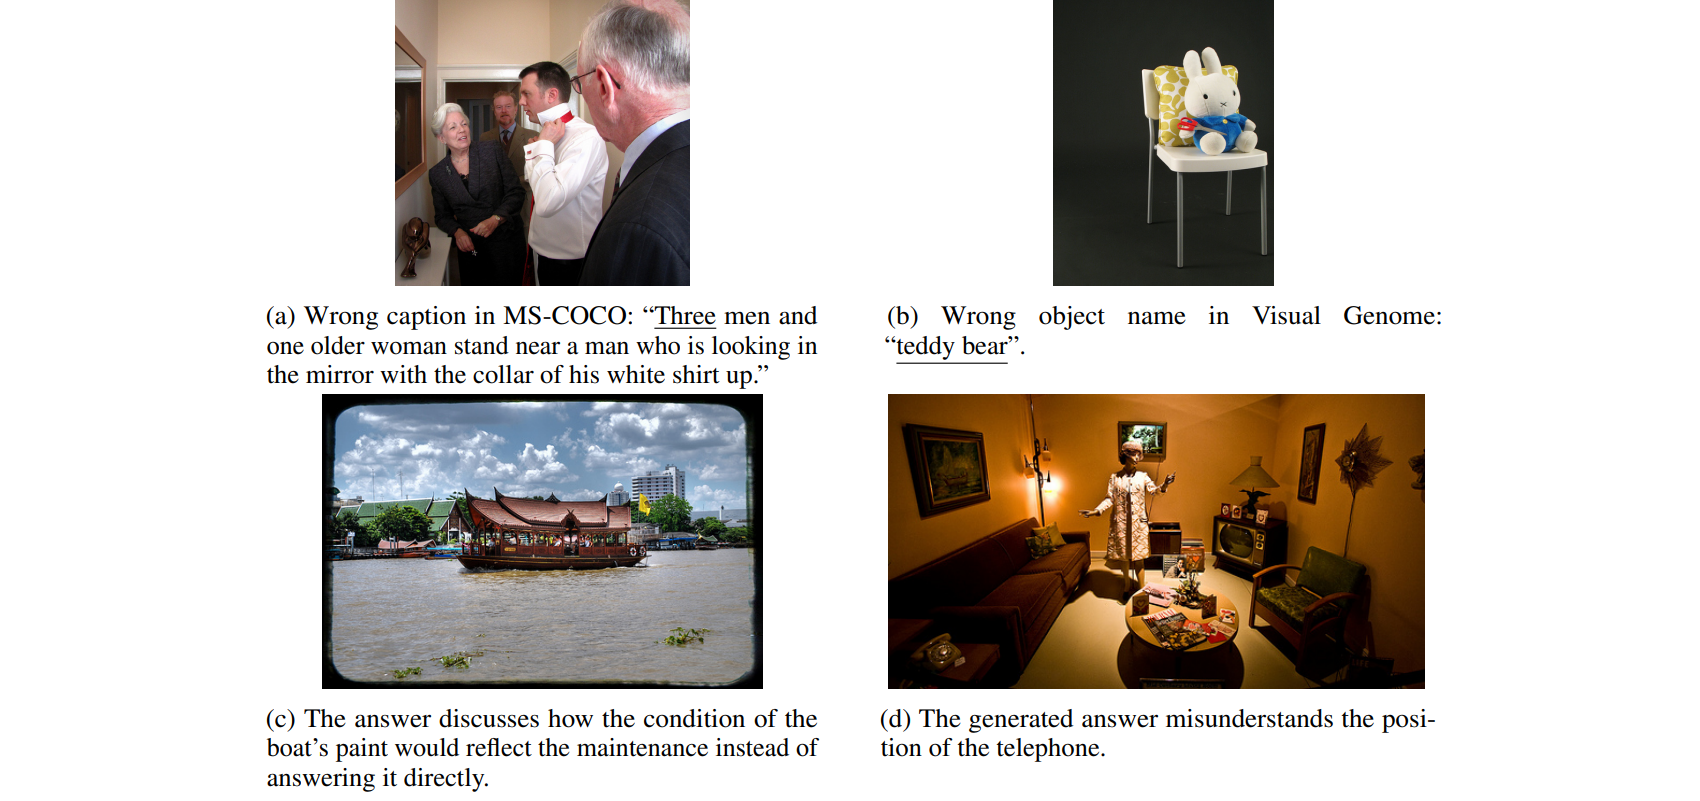 (a) Wrong caption in MS-COCO: “Three men and
one older woman stand near a man who is looking in
the mirror with the collar of his white shirt up.”
(b) Wrong object name in Visual Genome:
“teddy bear”.
(c) The answer discusses how the condition of the
boat’s paint would reflect the maintenance instead of
answering it directly.
(d) The generated answer misunderstands the posi-
tion of the telephone.